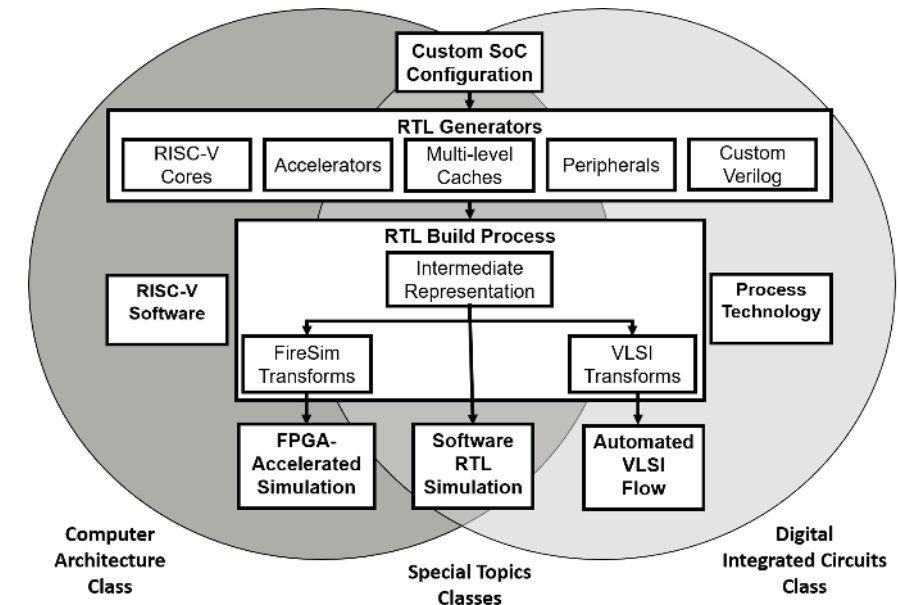 Custom SoC
Configuration
RTL Generators
RISC-V
Cores
Accelerators
Multi-level
Caches
Peripherals
Custom
Verilog
RTL Build Process
Intermediate
Representation
RISC-V
Software
Process
Technology
FireSim
Transforms
VLSI
Transforms
FPGA-
Accelerated
Simulation
Software
RTL
Simulation
Automated
VLSI
Flow
Computer
Architecture
Class
Special Topics
Classes
Digital
Integrated Circuits
Class